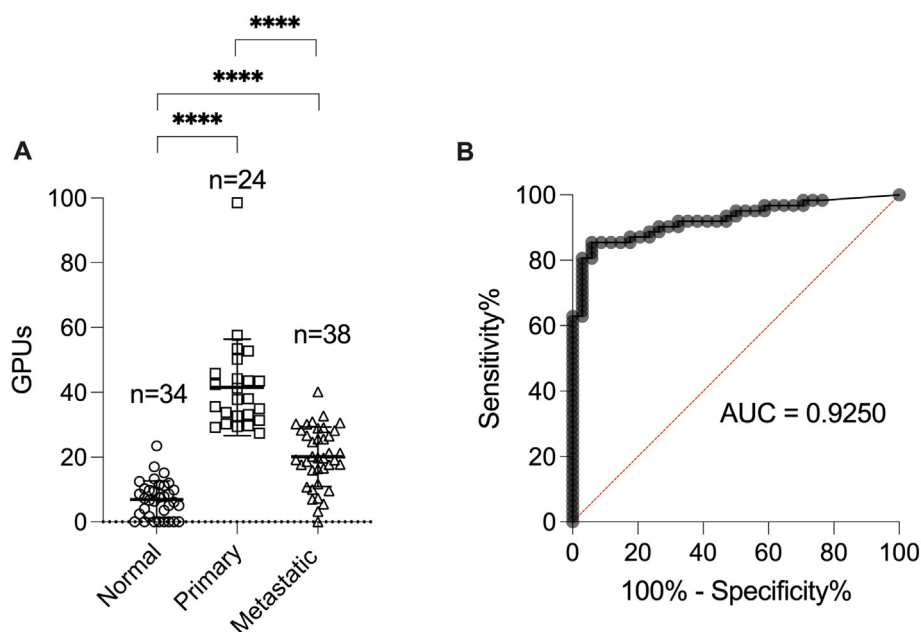 ****
****
****
A
B
n=24
n=38
n=34
GPUs
100
80
60
40
20
0
Normal
Primary
Metastatic
Sensitivity%
100
80
60
40
20
0
AUC = 0.9250
0 20 40 60 80 100
100% - Specificity%